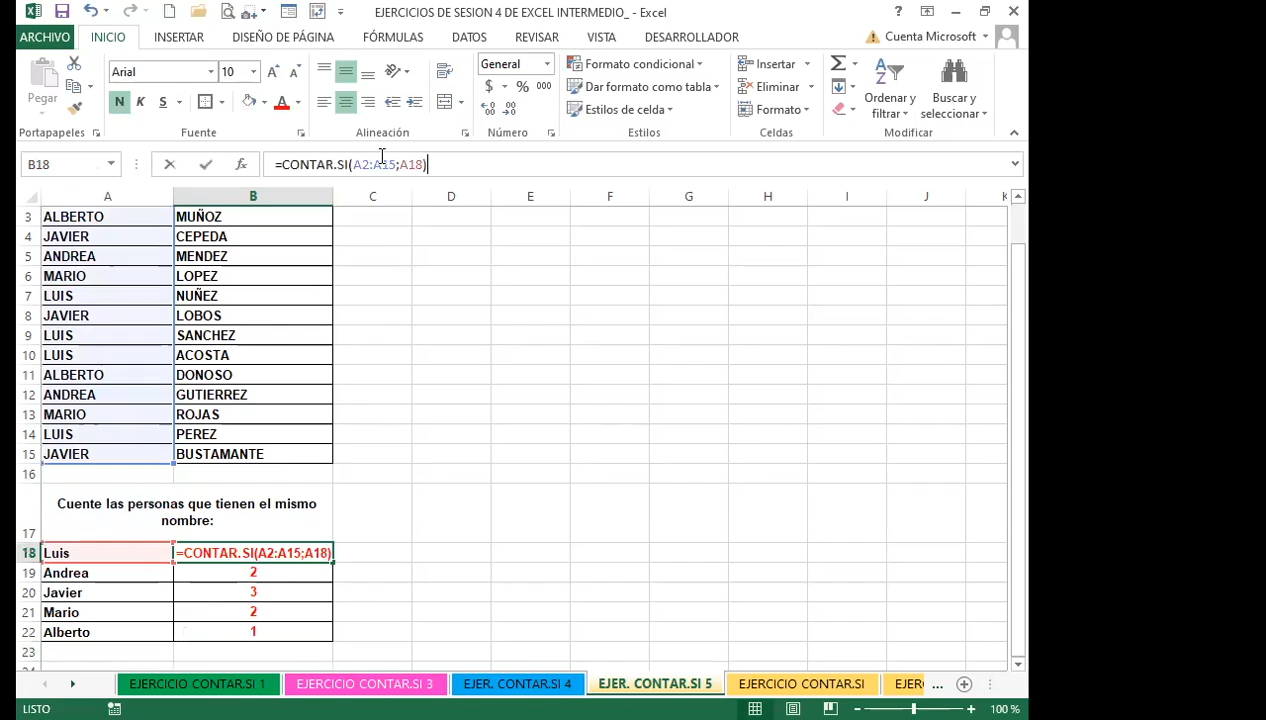 EJERCICIOS DE SESION 4 DE EXCEL INTERMEDIO_ - Excel
ARCHIVO INICIO INSERTAR DISEÑO DE PÁGINA FÓRMULAS DATOS REVISAR VISTA DESARROLLADOR Cuenta Microsoft
Pegar
Portapapeles
Arial 10
N K S A
Fuente
Alineación
General
$ % 000
Número
Formato condicional
Dar formato como tabla
Estilos de celda
Estilos
Insertar
Eliminar
Formato
Celdas
Ordenar y filtrar
Buscar y seleccionar
Modificar
B18 fx =CONTAR.SI(A2:A15;A18)
A B C D E F G H I J K
3 ALBERTO MUÑOZ
4 JAVIER CEPEDA
5 ANDREA MENDEZ
6 MARIO LOPEZ
7 LUIS NUÑEZ
8 JAVIER LOBOS
9 LUIS SANCHEZ
10 LUIS ACOSTA
11 ALBERTO DONOSO
12 ANDREA GUTIERREZ
13 MARIO ROJAS
14 LUIS PEREZ
15 JAVIER BUSTAMANTE
16
Cuente las personas que tienen el mismo
nombre:
17
18 Luis =CONTAR.SI(A2:A15;A18)
19 Andrea 2
20 Javier 3
21 Mario 2
22 Alberto 1
23
EJERCICIO CONTAR.SI 1 EJERCICIO CONTAR.SI 3 EJER. CONTAR.SI 4 EJER. CONTAR.SI 5 EJERCICIO CONTAR.SI EJER( ...
LISTO 100 %